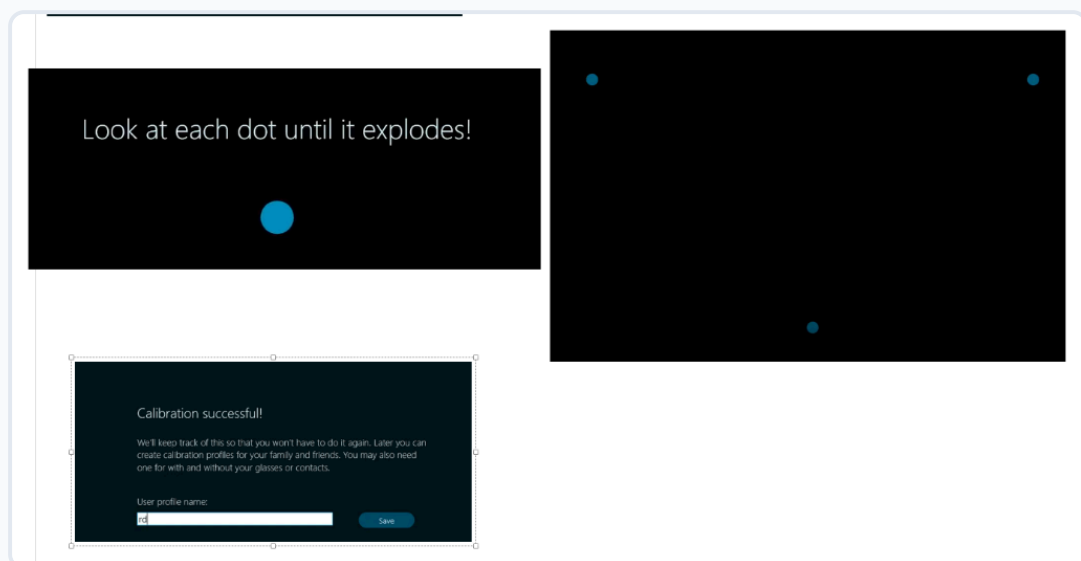 Look at each dot until it explodes!
Calibration successful!
We'll keep track of this so that you won't have to do it again. Later you can
create calibration profiles for your family and friends. You may also need
one for with and without your glasses or contacts.
User profile name:
rd
Save